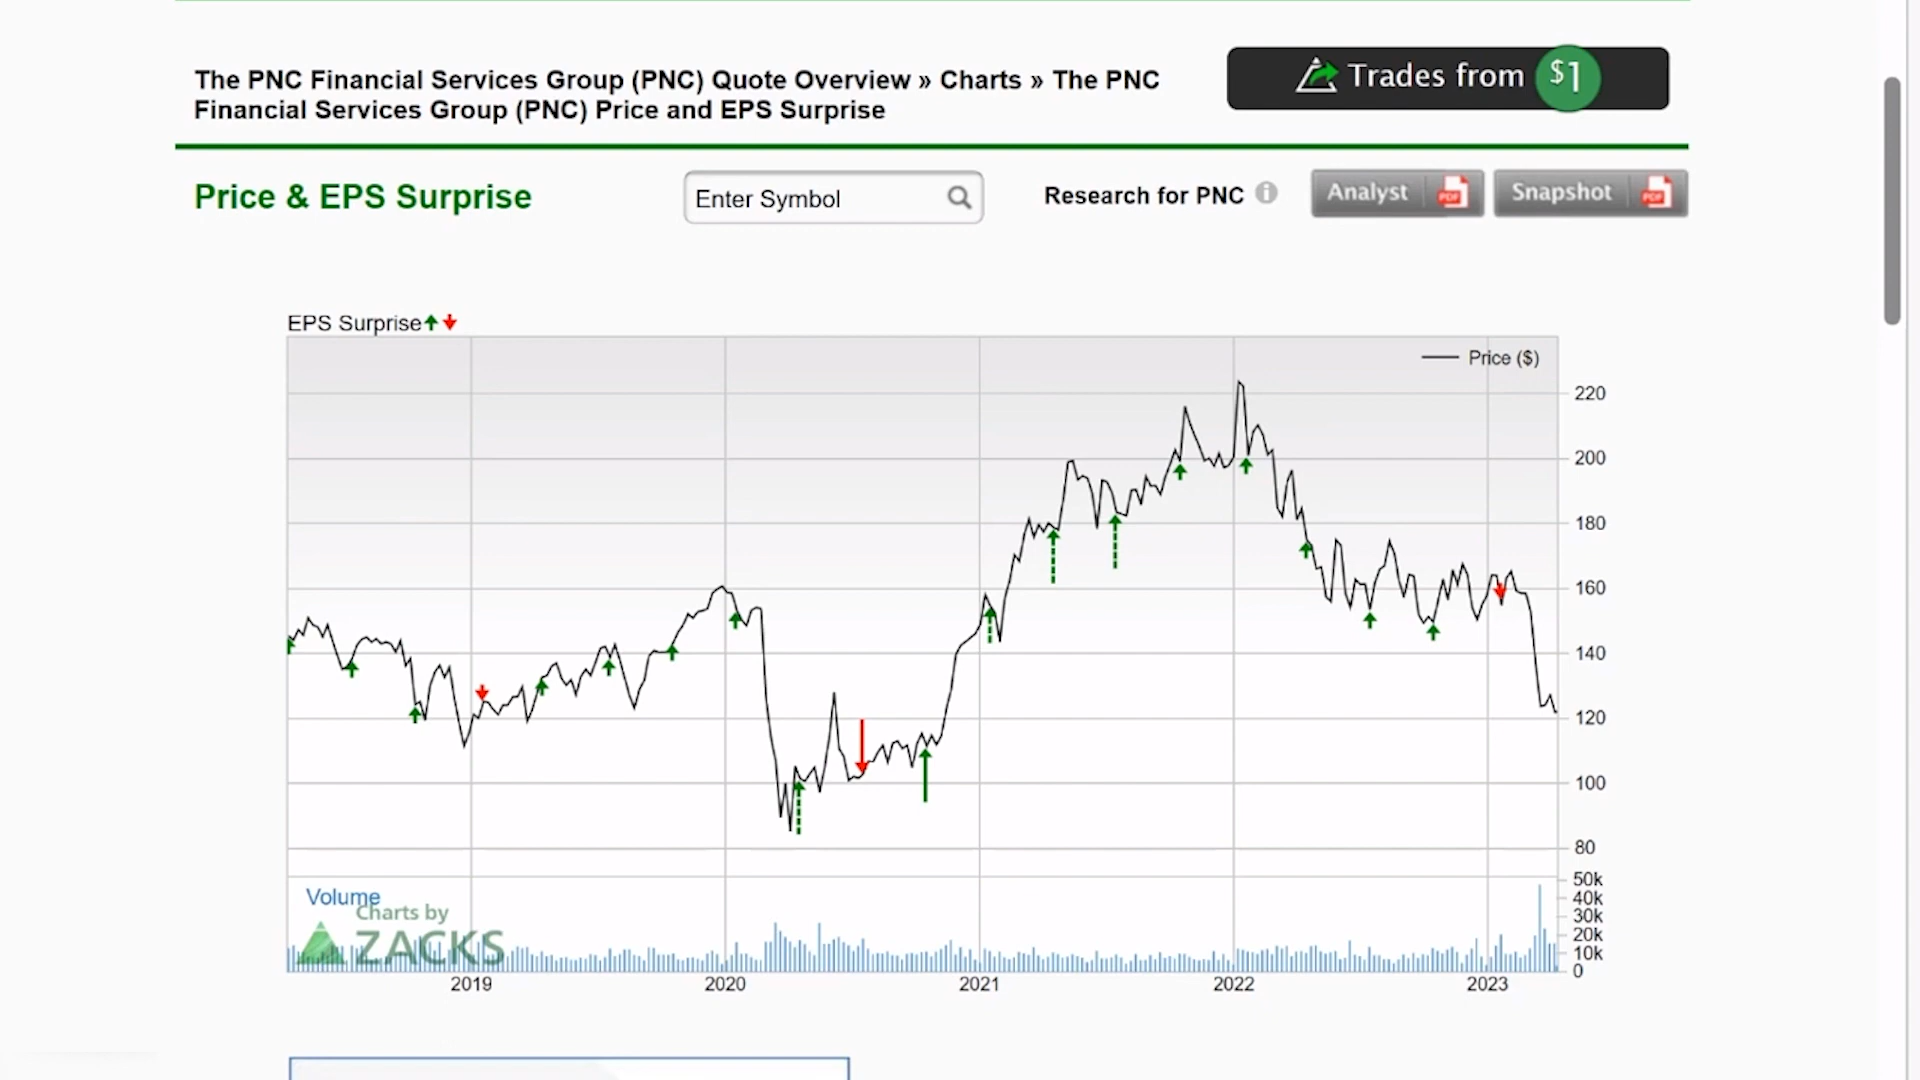 The PNC Financial Services Group (PNC) Quote Overview » Charts » The PNC
Financial Services Group (PNC) Price and EPS Surprise
Trades from $1
Price & EPS Surprise
Enter Symbol
Research for PNC i
Analyst PDF
Snapshot PDF
EPS Surprise
Price ($)
220
200
180
160
140
120
100
80
50k
40k
30k
20k
10k
0
Volume
Charts by
ZACKS
2019 2020 2021 2022 2023